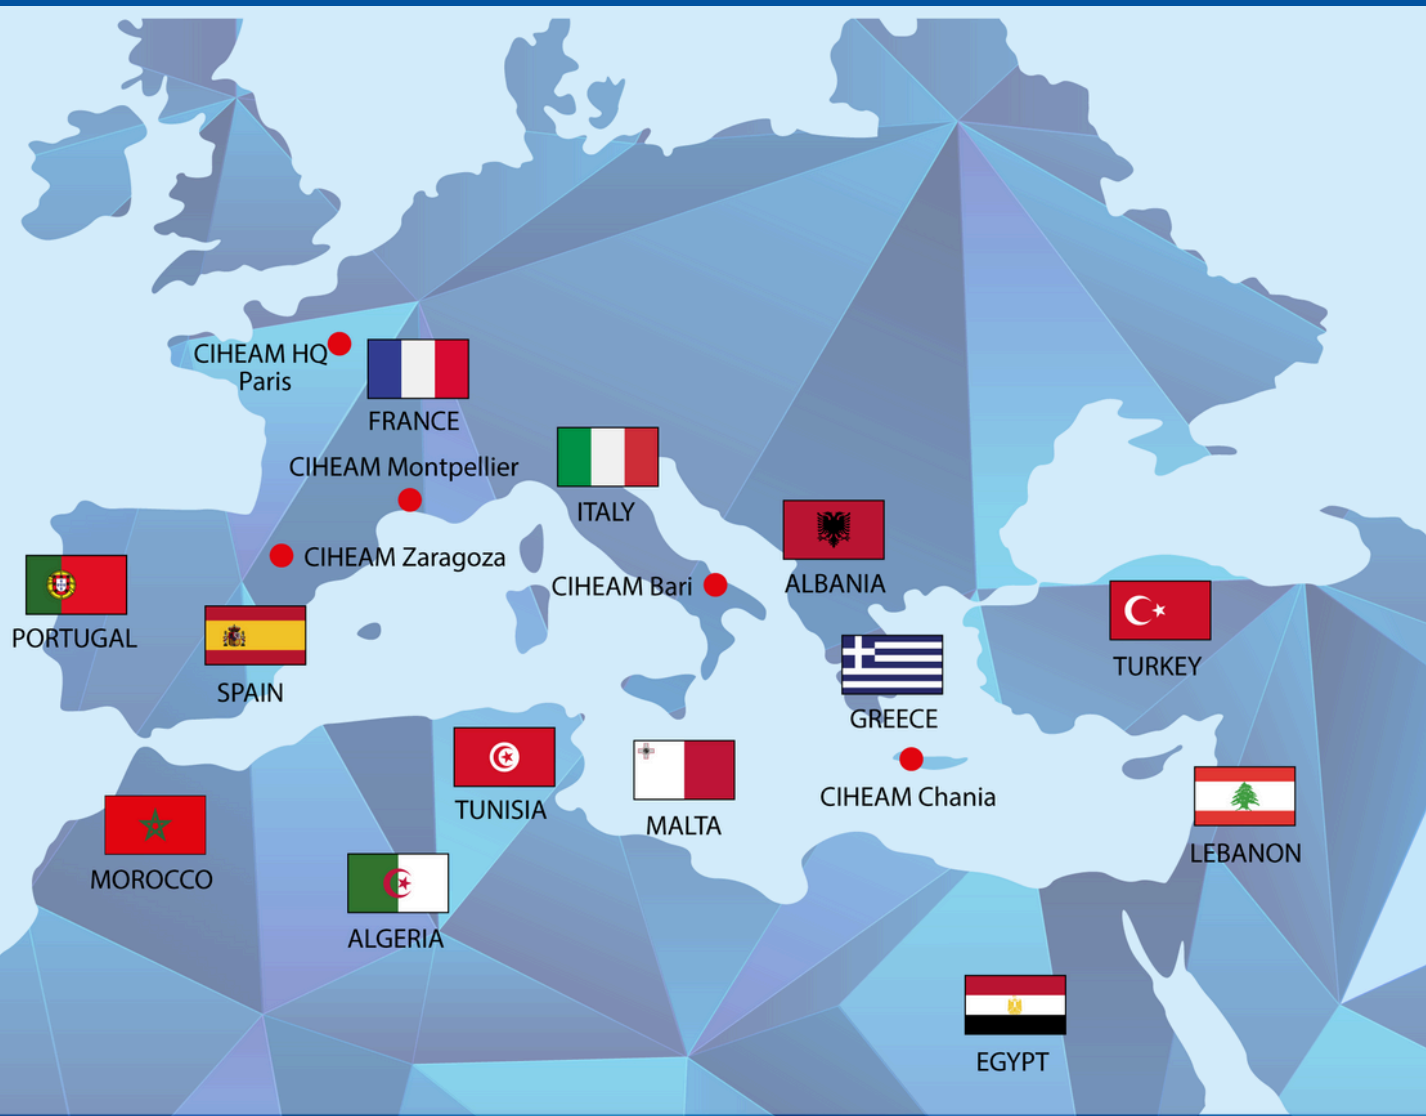 CIHEAM HQ
Paris
FRANCE
CIHEAM Montpellier
ITALY
CIHEAM Zaragoza
CIHEAM Bari
ALBANIA
PORTUGAL
SPAIN
TURKEY
GREECE
CIHEAM Chania
TUNISIA
MALTA
LEBANON
MOROCCO
ALGERIA
EGYPT